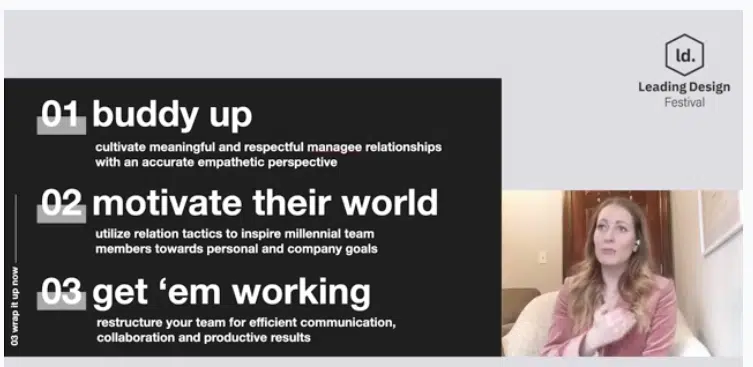 ld.
Leading Design
Festival
01 buddy up
cultivate meaningful and respectful managee relationships
with an accurate empathetic perspective
02 motivate their world
utilize relation tactics to inspire millennial team
members towards personal and company goals
03 get ‘em working
restructure your team for efficient communication,
collaboration and productive results
03 wrap it up now